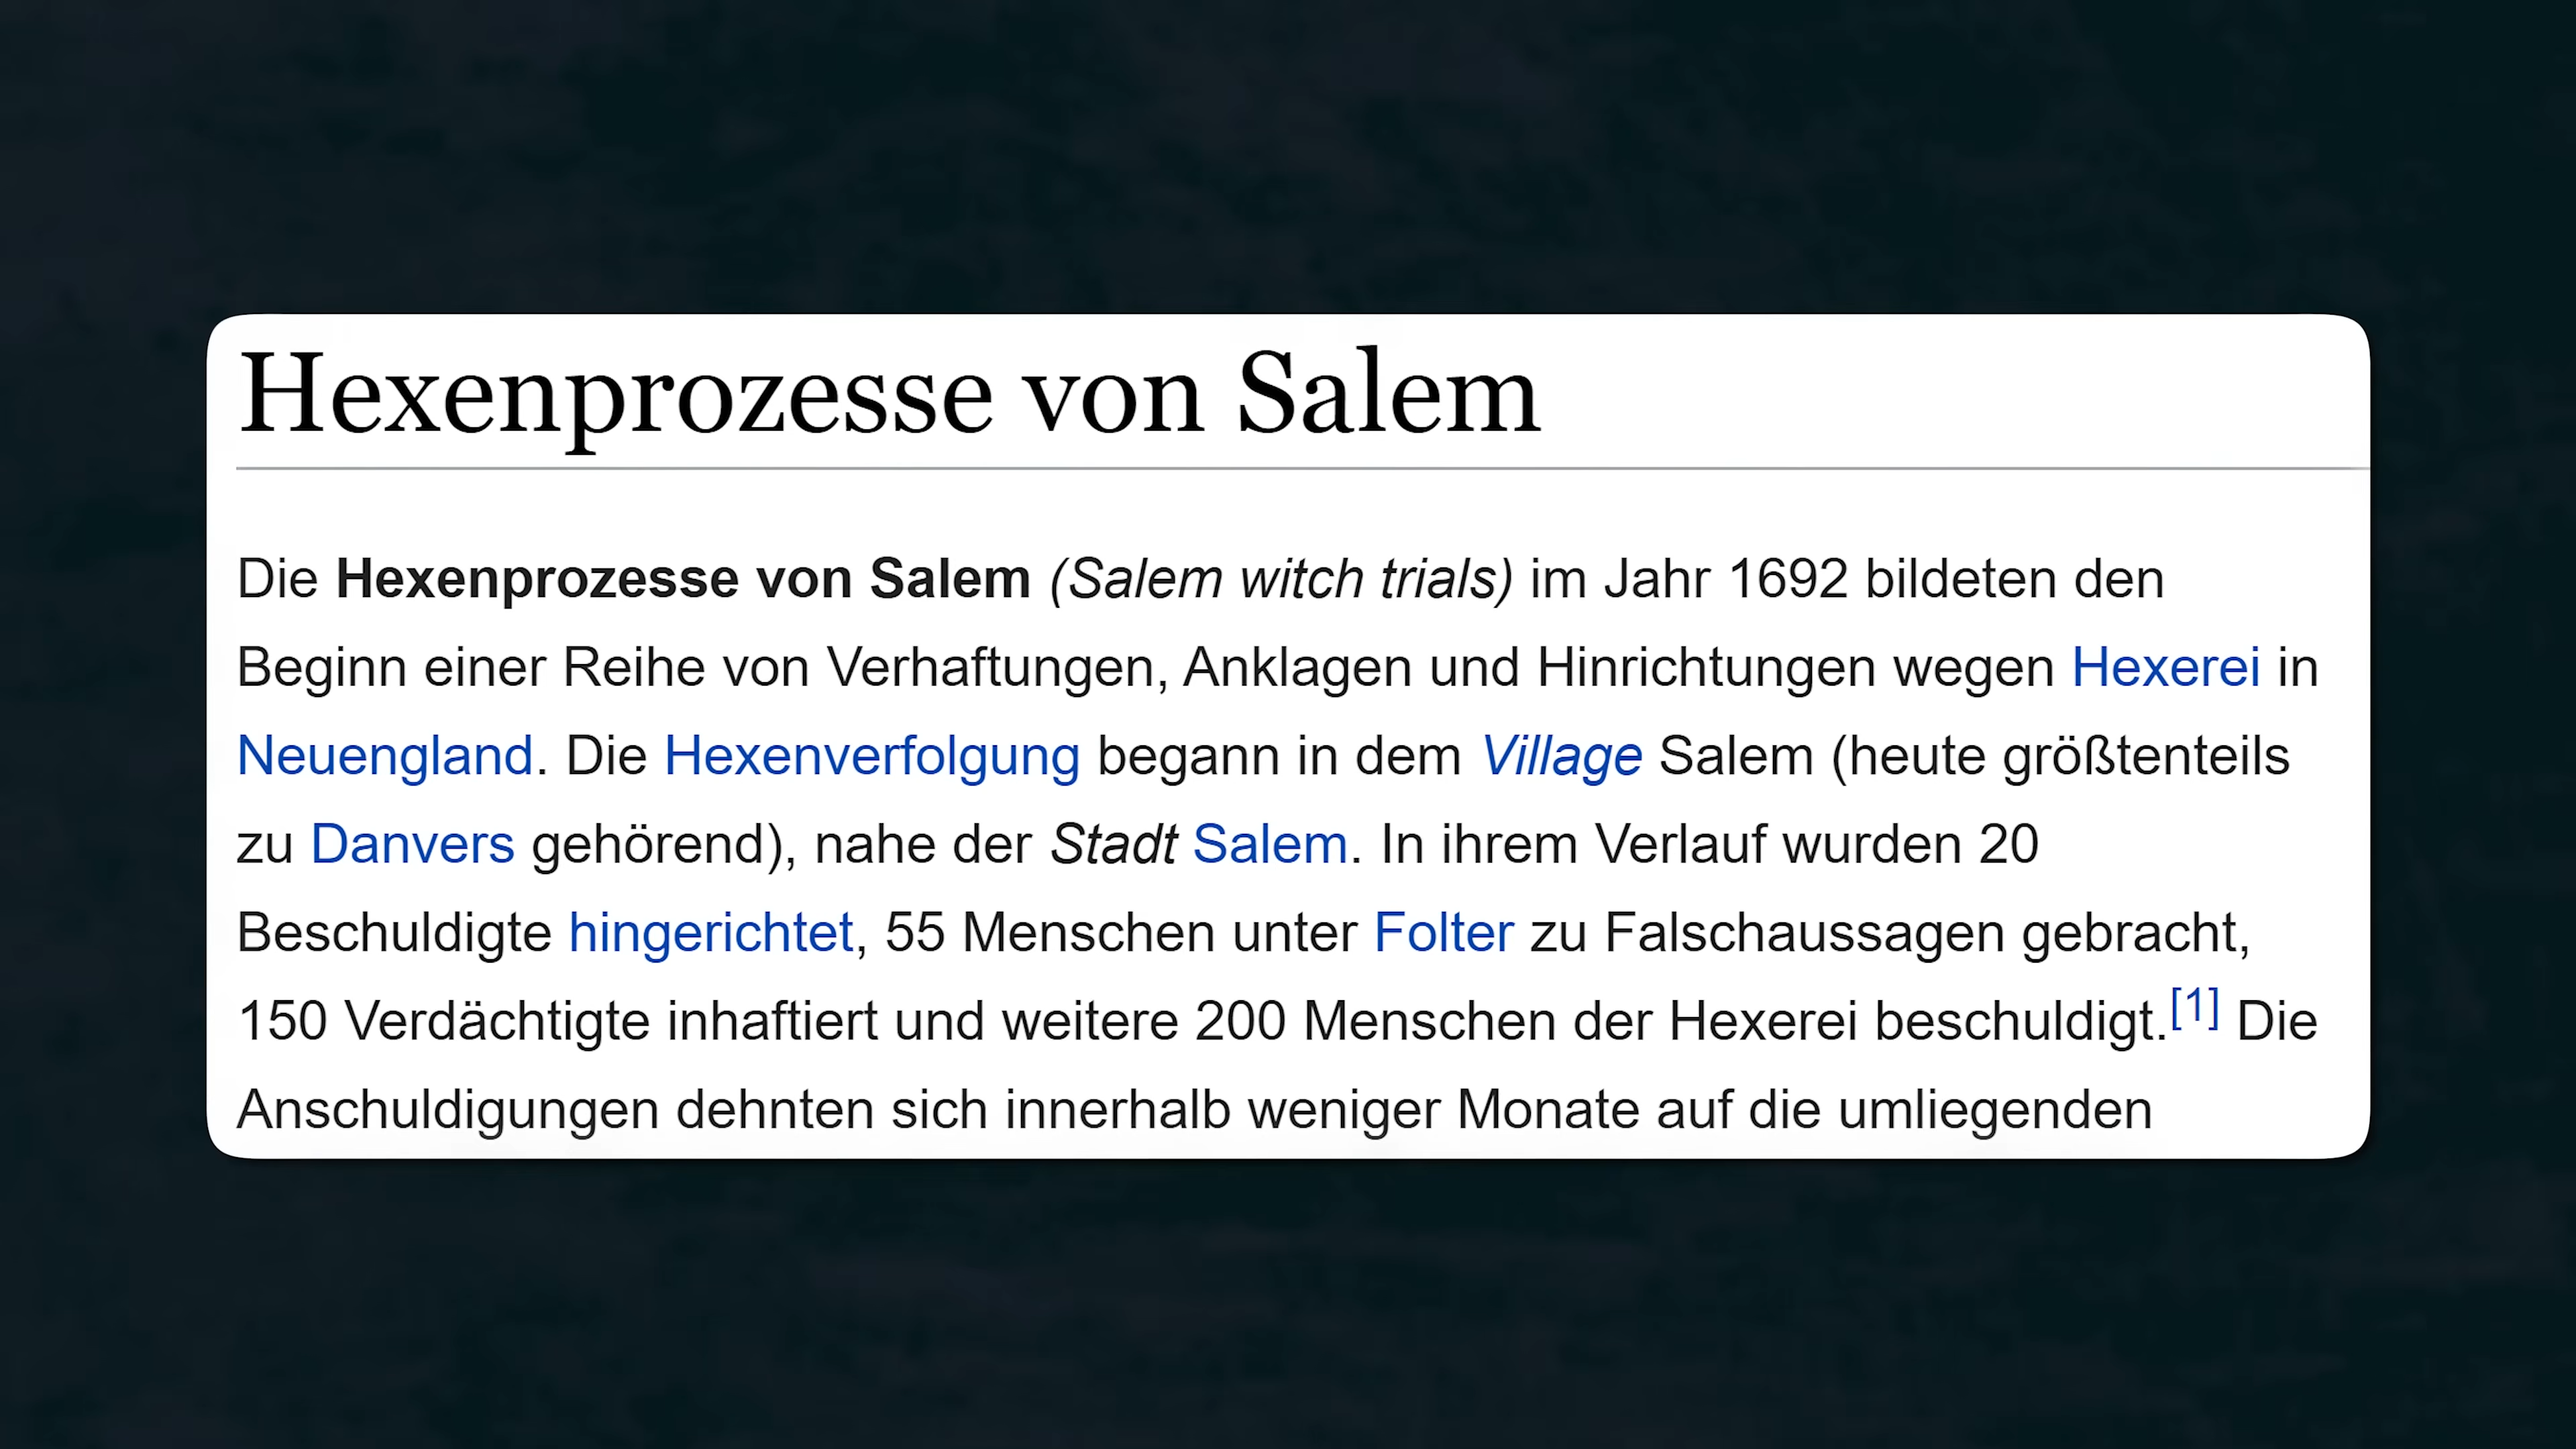 Hexenprozesse von Salem
Die Hexenprozesse von Salem (Salem witch trials) im Jahr 1692 bildeten den
Beginn einer Reihe von Verhaftungen, Anklagen und Hinrichtungen wegen Hexerei in
Neuengland. Die Hexenverfolgung begann in dem Village Salem (heute größtenteils
zu Danvers gehörend), nahe der Stadt Salem. In ihrem Verlauf wurden 20
Beschuldigte hingerichtet, 55 Menschen unter Folter zu Falschaussagen gebracht,
150 Verdächtigte inhaftiert und weitere 200 Menschen der Hexerei beschuldigt.[1] Die
Anschuldigungen dehnten sich innerhalb weniger Monate auf die umliegenden